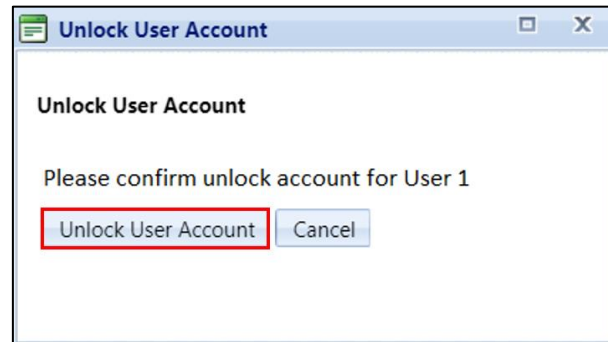 Unlock User Account
Unlock User Account
Please confirm unlock account for User 1
Unlock User Account Cancel